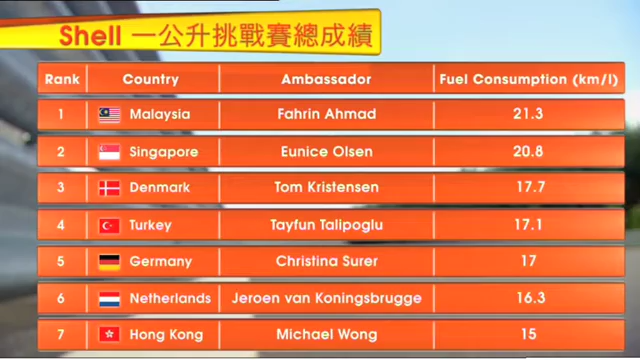 Shell 一公升挑戰賽總成績
Rank Country Ambassador Fuel Consumption (km/l)
1 Malaysia Fahrin Ahmad 21.3
2 Singapore Eunice Olsen 20.8
3 Denmark Tom Kristensen 17.7
4 Turkey Tayfun Talipoglu 17.1
5 Germany Christina Surer 17
6 Netherlands Jeroen van Koningsbrugge 16.3
7 Hong Kong Michael Wong 15